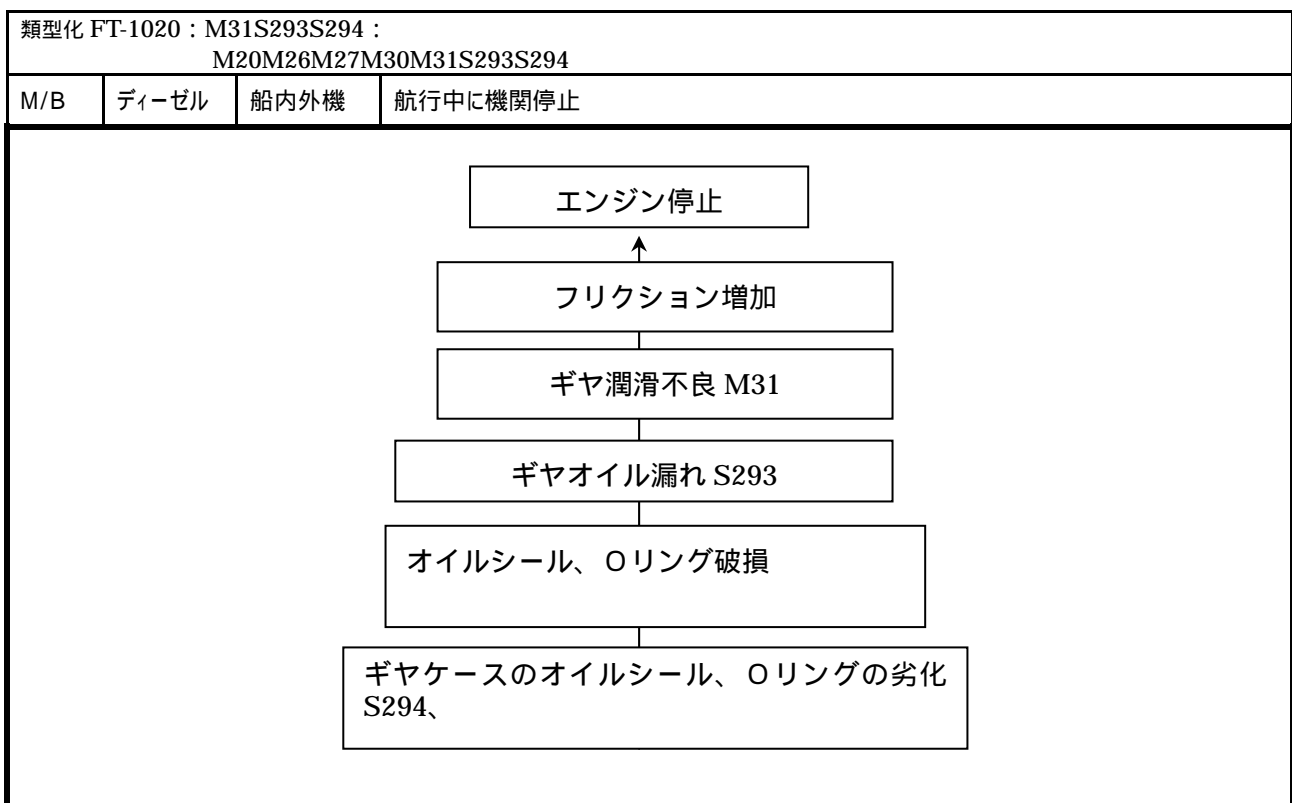 類型化 FT-1020：M31S293S294：
M20M26M27M30M31S293S294
M/B ディーゼル 船内外機 航行中に機関停止
エンジン停止
フリクション増加
ギヤ潤滑不良 M31
ギヤオイル漏れ S293
オイルシール、Ｏリング破損
ギヤケースのオイルシール、Ｏリングの劣化
S294、